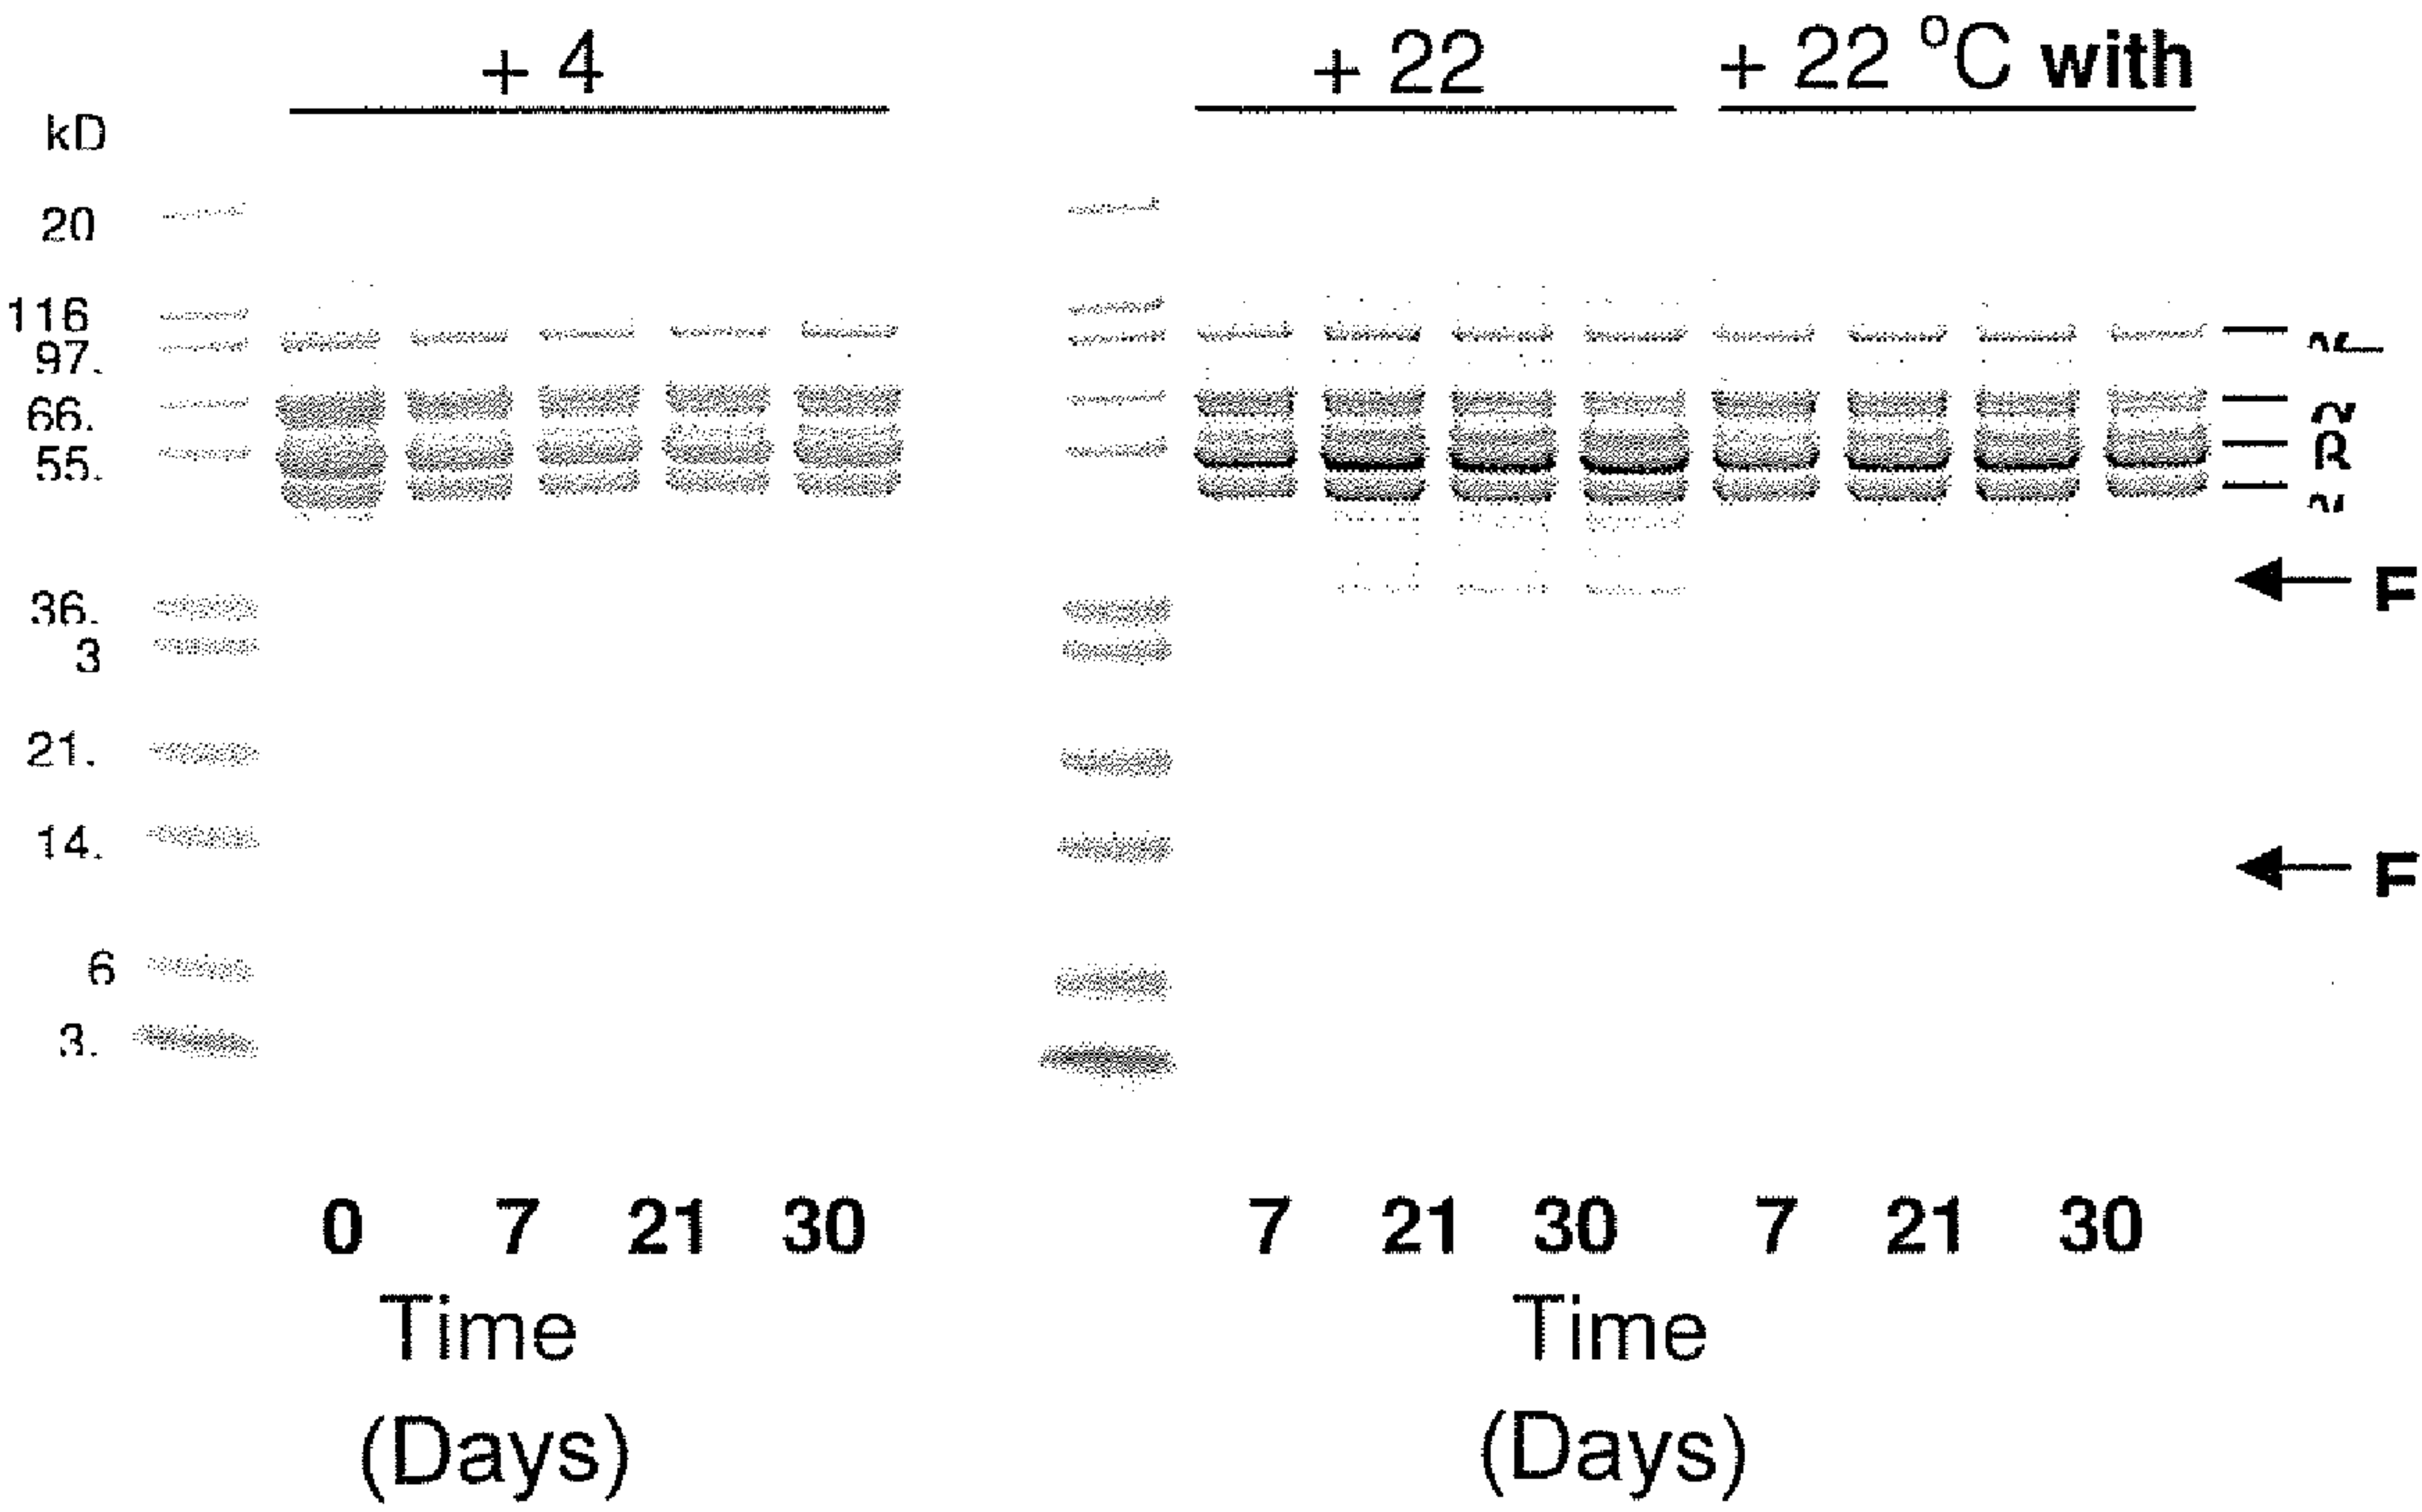 + 4
+ 22
+ 22 °C with
kD
20
116
97.
66.
55.
36.
3
21.
14.
6
3.
F
F
0 7 21 30
7 21 30 7 21 30
Time
(Days)
Time
(Days)